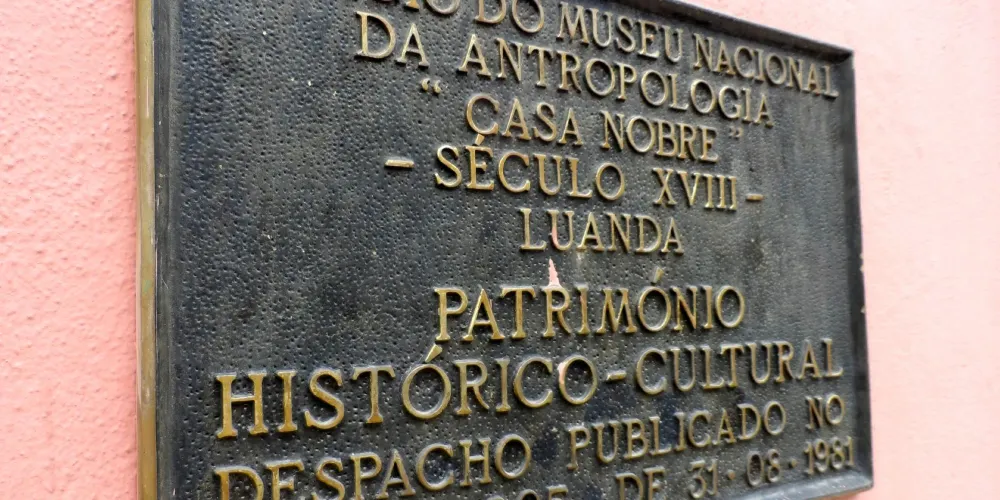 DO MUSEU NACIONAL
DA ANTROPOLOGIA
“ CASA NOBRE ”
- SÉCULO XVIII -
LUANDA
PATRIMÓNIO
HISTÓRICO-CULTURAL
DESPACHO PUBLICADO NO
DE 31-08-1981